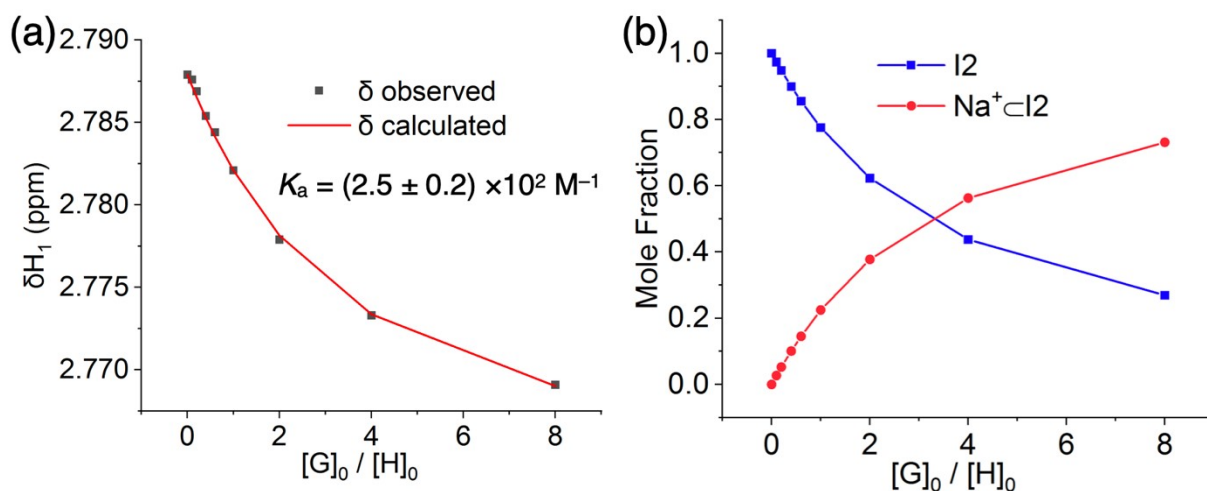 (a)
2.790
2.785
2.780
2.775
2.770
δH₁ (ppm)
δ observed
δ calculated
Kₐ = (2.5 ± 0.2) ×10² M⁻¹
0 2 4 6 8
[G]₀ / [H]₀
(b)
1.0
0.8
0.6
0.4
0.2
0.0
Mole Fraction
I2
Na⁺⊂I2
0 2 4 6 8
[G]₀ / [H]₀